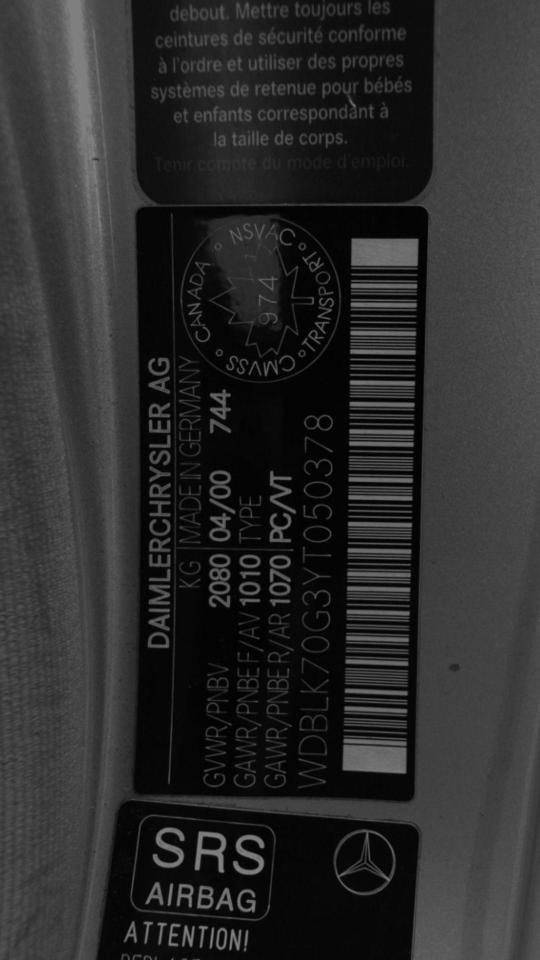 debout. Mettre toujours les
ceintures de sécurité conforme
à l'ordre et utiliser des propres
systèmes de retenue pour bébés
et enfants correspondant à
la taille de corps.
Tenir compte du mode d'emploi.
DAIMLERCHRYSLER AG
KG MADE IN GERMANY
GVWR/PNBV 2080 04/00 744
GAWR/PNBE F/AV 1010 TYPE
GAWR/PNBE R/AR 1070 PC/VT
WDBLK70G3YT050378
CANADA NSVAC TRANSPORT CMVSS
974
SRS
AIRBAG
ATTENTION!